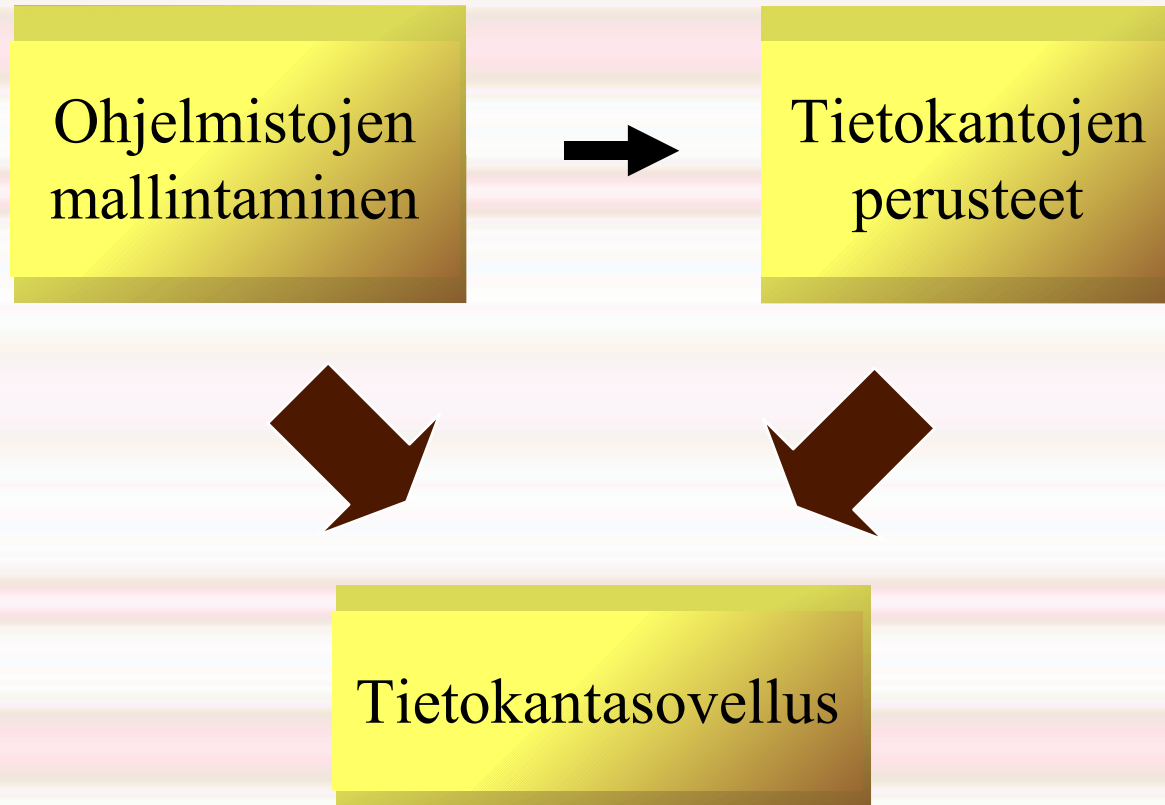 Ohjelmistojen
mallintaminen
Tietokantojen
perusteet
Tietokantasovellus